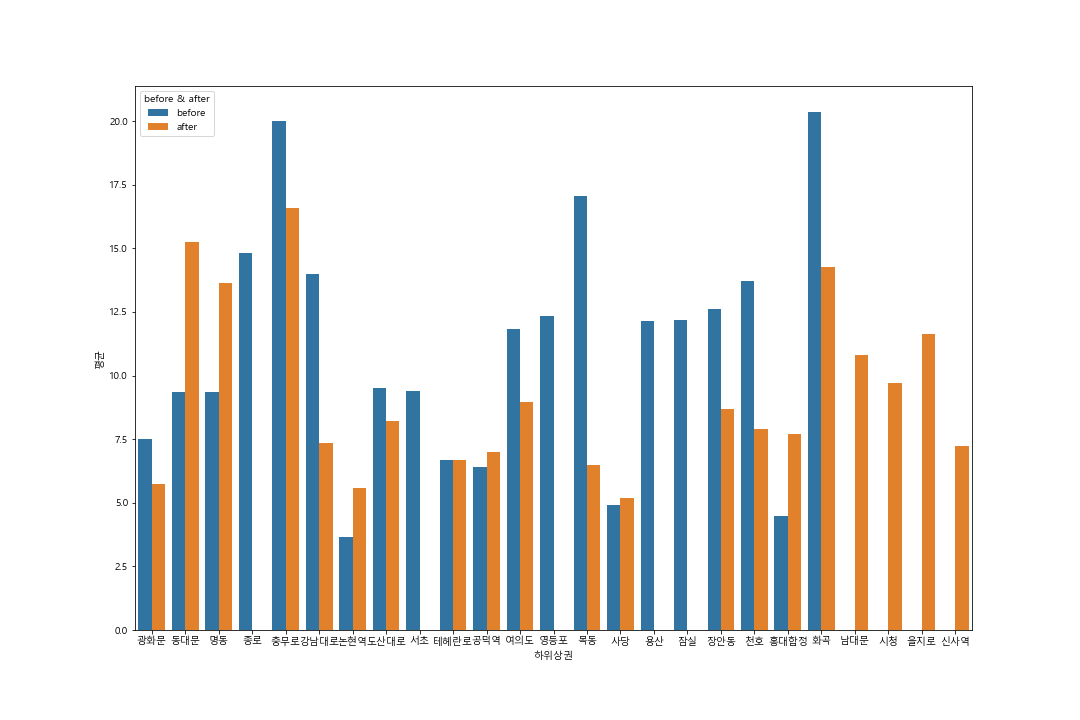 before & after
before
after
20.0
17.5
15.0
12.5
10.0
7.5
5.0
2.5
0.0
평균
광화문 동대문 명동 종로 충무로 강남대로 논현역 도산대로 서초 테헤란로 공덕역 여의도 영등포 목동 사당 용산 잠실 장안동 천호 홍대합정 화곡 남대문 시청 을지로 신사역
하위상권